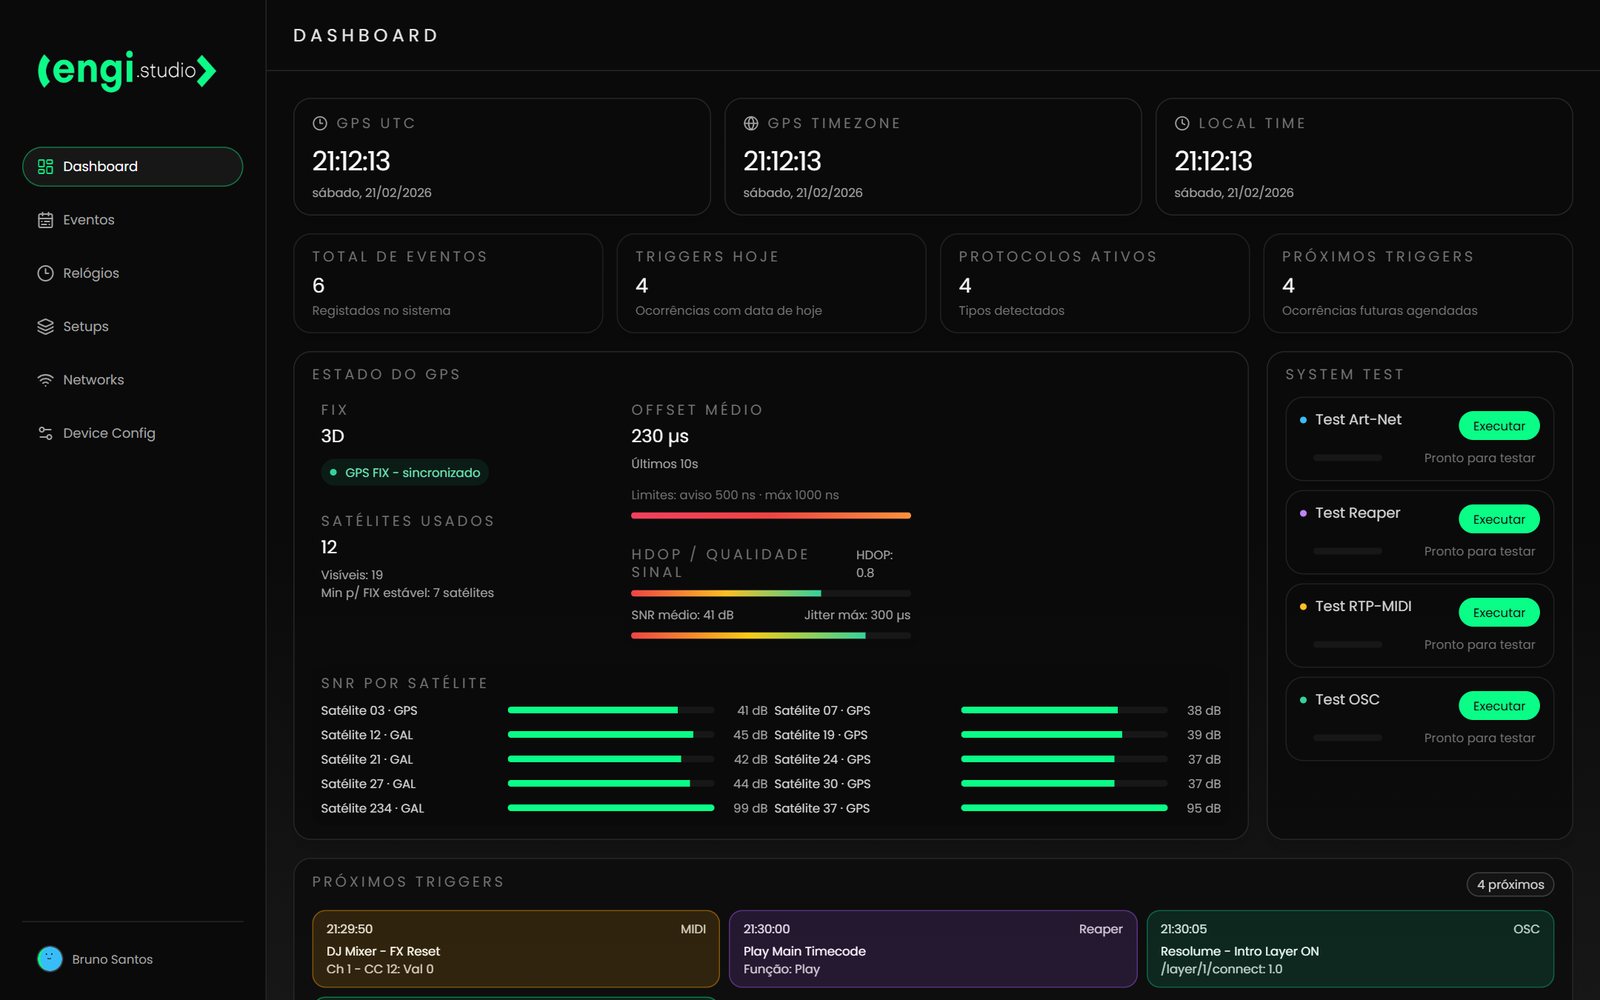 (engi.studio>
Dashboard
Eventos
Relógios
Setups
Networks
Device Config
Bruno Santos
DASHBOARD
GPS UTC
21:12:13
sábado, 21/02/2026
GPS TIMEZONE
21:12:13
sábado, 21/02/2026
LOCAL TIME
21:12:13
sábado, 21/02/2026
TOTAL DE EVENTOS
6
Registados no sistema
TRIGGERS HOJE
4
Ocorrências com data de hoje
PROTOCOLOS ATIVOS
4
Tipos detectados
PRÓXIMOS TRIGGERS
4
Ocorrências futuras agendadas
ESTADO DO GPS
FIX
3D
GPS FIX - sincronizado
SATÉLITES USADOS
12
Visíveis: 19
Min p/ FIX estável: 7 satélites
OFFSET MÉDIO
230 µs
Últimos 10s
Limites: aviso 500 ns · máx 1000 ns
HDOP / QUALIDADE
SINAL
HDOP:
0.8
SNR médio: 41 dB
Jitter máx: 300 µs
SNR POR SATÉLITE
Satélite 03 · GPS 41 dB Satélite 07 · GPS 38 dB
Satélite 12 · GAL 45 dB Satélite 19 · GPS 39 dB
Satélite 21 · GAL 42 dB Satélite 24 · GPS 37 dB
Satélite 27 · GAL 44 dB Satélite 30 · GPS 37 dB
Satélite 234 · GAL 99 dB Satélite 37 · GPS 95 dB
SYSTEM TEST
Test Art-Net
Executar
Pronto para testar
Test Reaper
Executar
Pronto para testar
Test RTP-MIDI
Executar
Pronto para testar
Test OSC
Executar
Pronto para testar
PRÓXIMOS TRIGGERS
4 próximos
21:29:50 MIDI
DJ Mixer - FX Reset
Ch 1 - CC 12: Val 0
21:30:00 Reaper
Play Main Timecode
Função: Play
21:30:05 OSC
Resolume - Intro Layer ON
/layer/1/connect: 1.0